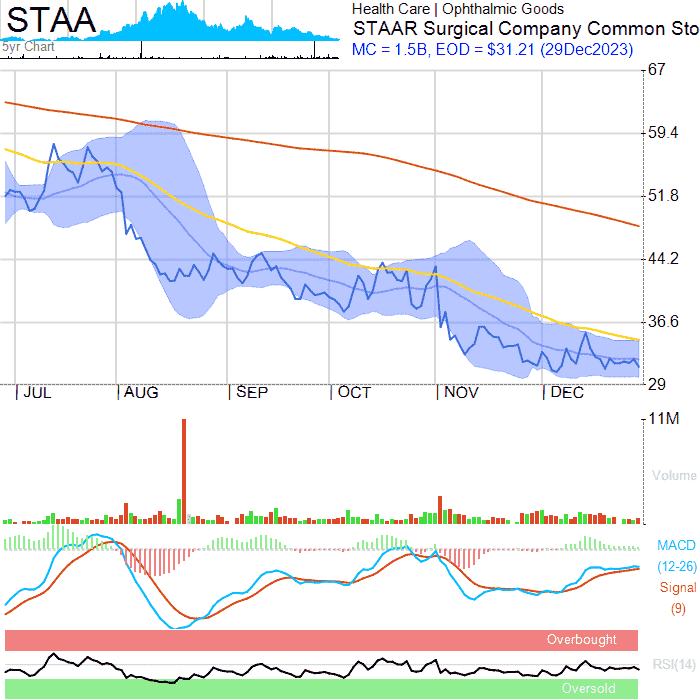 STAA
5yr Chart
Health Care | Ophthalmic Goods
STAAR Surgical Company Common Sto
MC = 1.5B, EOD = $31.21 (29Dec2023)
67
59.4
51.8
44.2
36.6
29
JUL
AUG
SEP
OCT
NOV
DEC
11M
Volume
MACD
(12-26)
Signal
(9)
Overbought
RSI(14)
Oversold